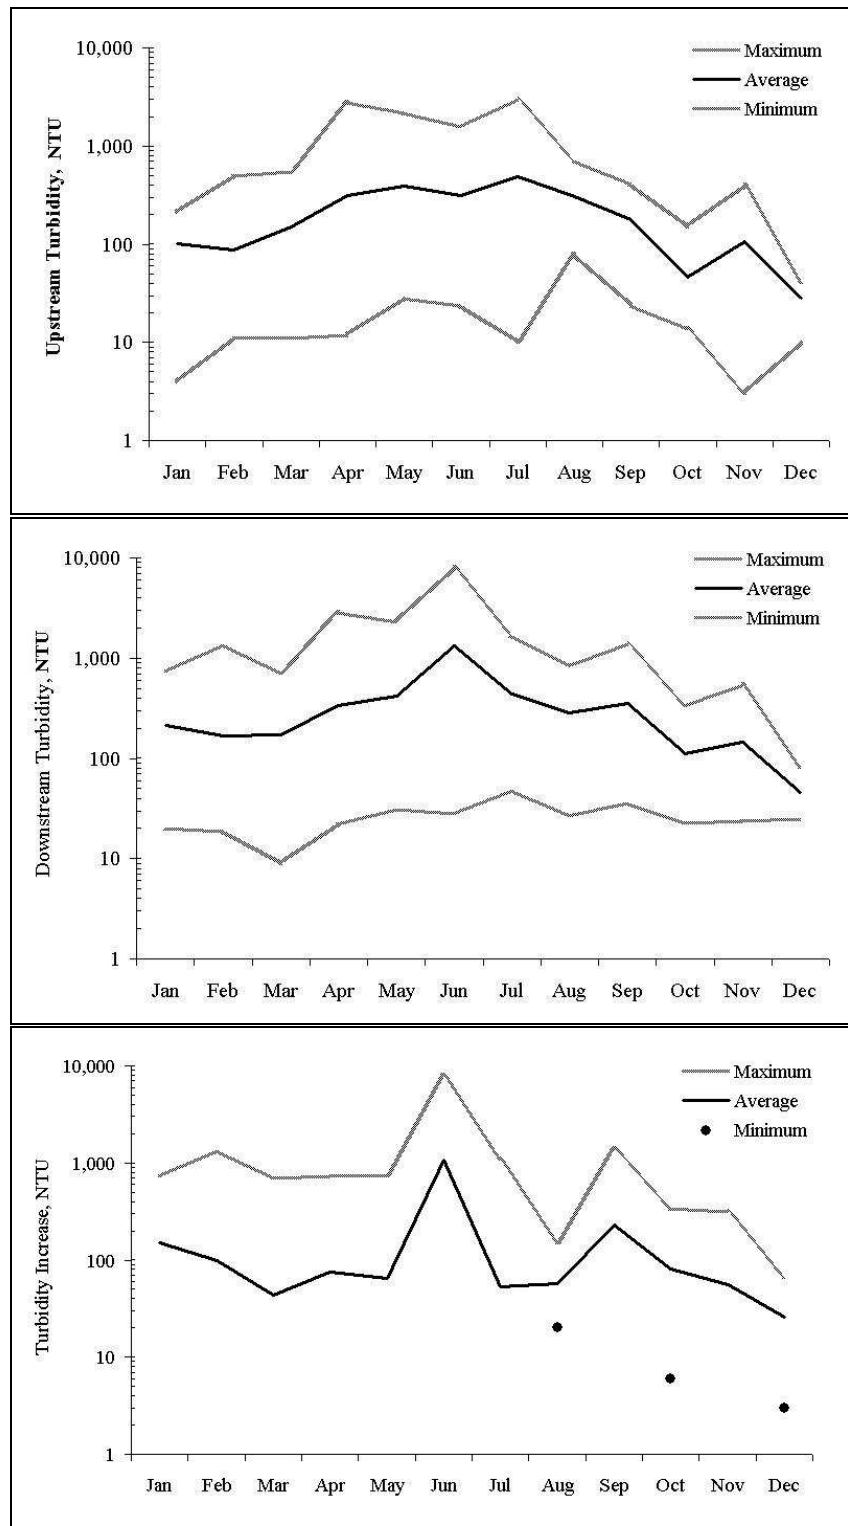 10,000
1,000
100
10
1
Upstream Turbidity, NTU
Maximum
Average
Minimum
Jan Feb Mar Apr May Jun Jul Aug Sep Oct Nov Dec
10,000
1,000
100
10
1
Downstream Turbidity, NTU
Maximum
Average
Minimum
Jan Feb Mar Apr May Jun Jul Aug Sep Oct Nov Dec
10,000
1,000
100
10
1
Turbidity Increase, NTU
Maximum
Average
Minimum
Jan Feb Mar Apr May Jun Jul Aug Sep Oct Nov Dec